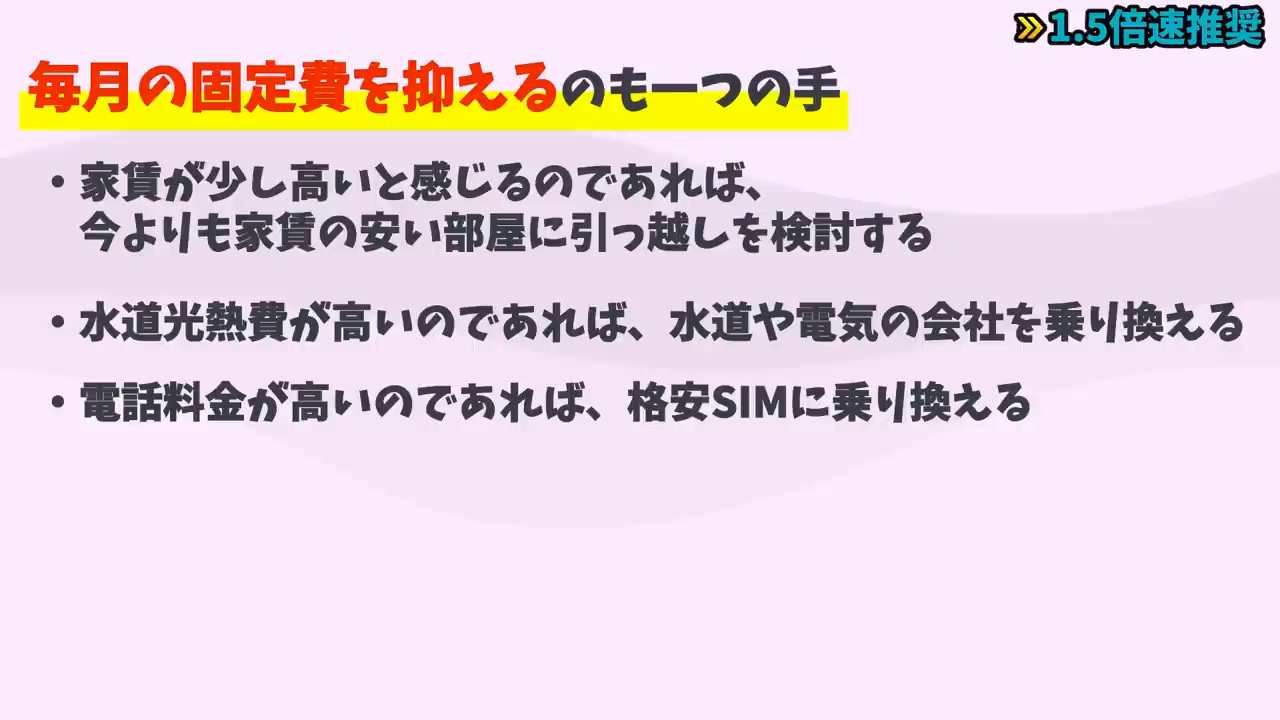 1.5倍速推奨
毎月の固定費を抑えるのも一つの手
・家賃が少し高いと感じるのであれば、
今よりも家賃の安い部屋に引っ越しを検討する
・水道光熱費が高いのであれば、水道や電気の会社を乗り換える
・電話料金が高いのであれば、格安SIMに乗り換える